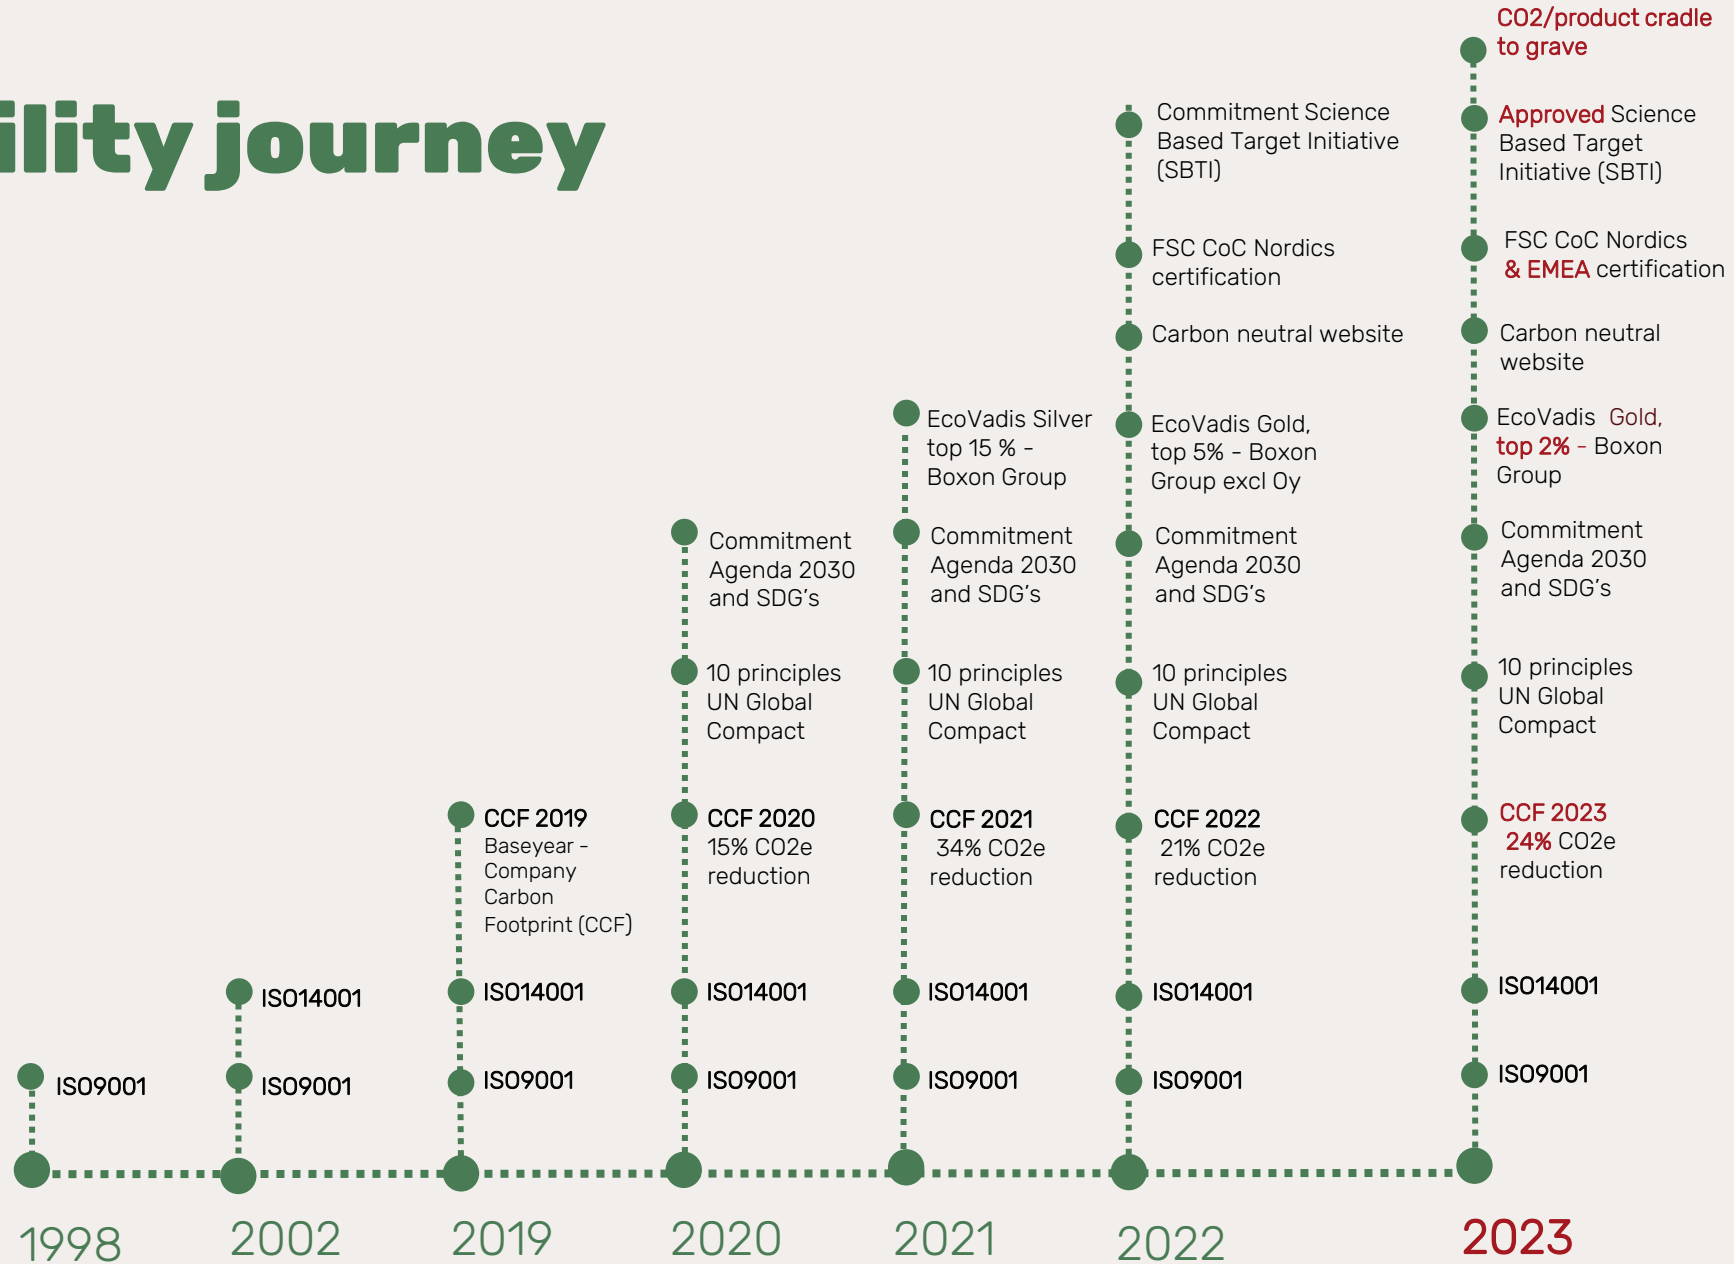 ility journey
ISO9001
1998
ISO14001
ISO9001
2002
CCF 2019
Baseyear -
Company
Carbon
Footprint (CCF)
ISO14001
ISO9001
2019
Commitment
Agenda 2030
and SDG's
10 principles
UN Global
Compact
CCF 2020
15% CO2e
reduction
ISO14001
ISO9001
2020
EcoVadis Silver
top 15 % -
Boxon Group
Commitment
Agenda 2030
and SDG's
10 principles
UN Global
Compact
CCF 2021
34% CO2e
reduction
ISO14001
ISO9001
2021
Commitment Science
Based Target Initiative
(SBTI)
FSC CoC Nordics
certification
Carbon neutral website
EcoVadis Gold,
top 5% - Boxon
Group excl Oy
Commitment
Agenda 2030
and SDG's
10 principles
UN Global
Compact
CCF 2022
21% CO2e
reduction
ISO14001
ISO9001
2022
CO2/product cradle
to grave
Approved Science
Based Target
Initiative (SBTI)
FSC CoC Nordics
& EMEA certification
Carbon neutral
website
EcoVadis Gold,
top 2% - Boxon
Group
Commitment
Agenda 2030
and SDG's
10 principles
UN Global
Compact
CCF 2023
24% CO2e
reduction
ISO14001
ISO9001
2023